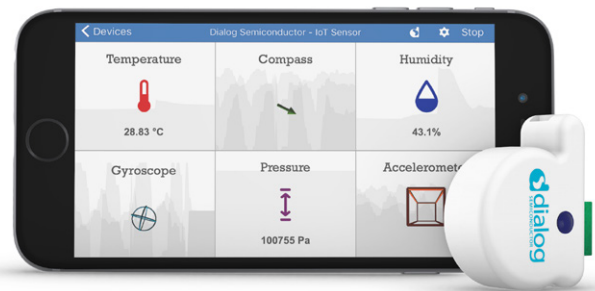 Devices
Dialog Semiconductor - IoT Sensor
Stop
Temperature
Compass
Humidity
28.83 °C
43.1%
Gyroscope
Pressure
Acceleromete
100755 Pa
dialog
SEMICONDUCTOR